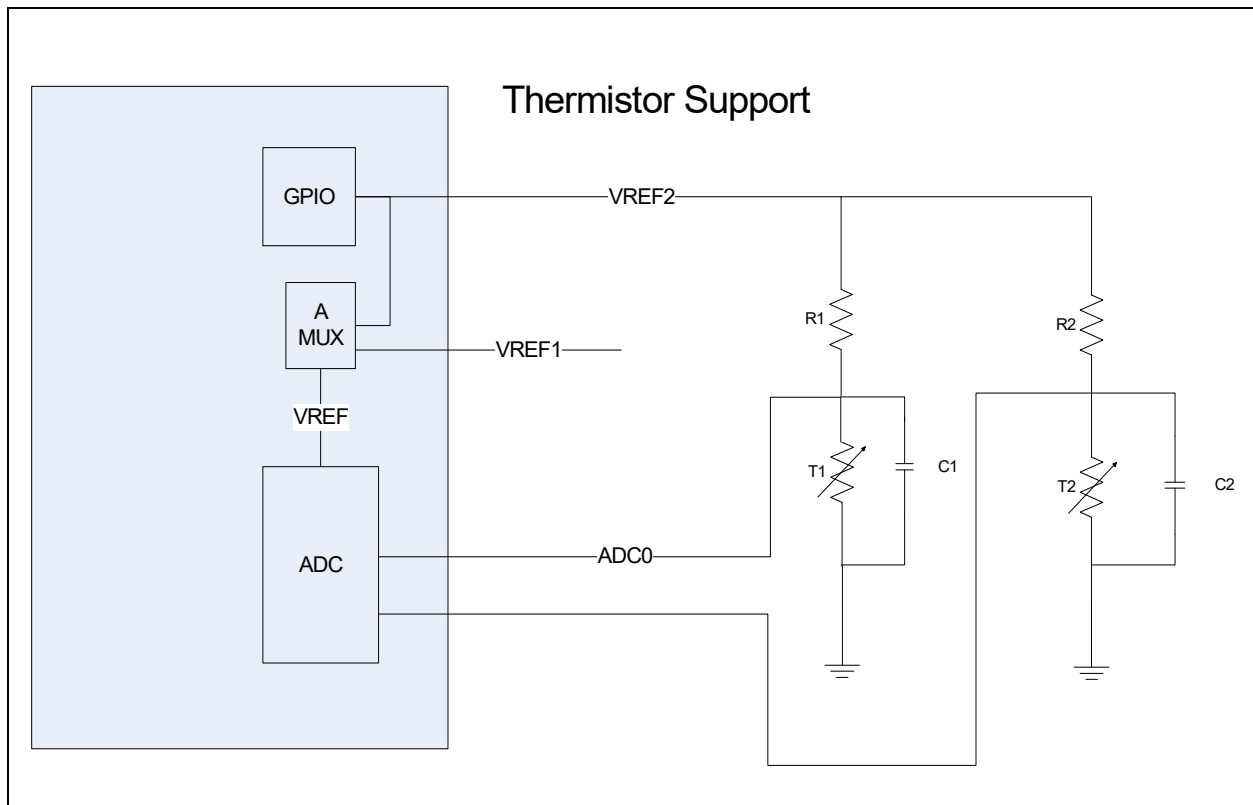 Thermistor Support
GPIO
VREF2
A
MUX
R1
R2
VREF1
VREF
T1
C1
T2
C2
ADC
ADC0